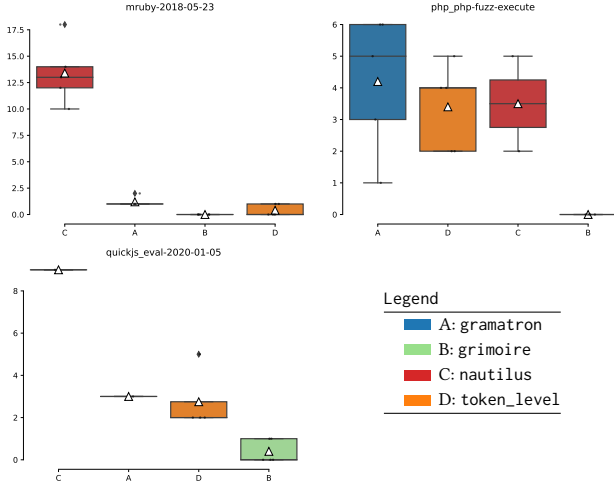 mruby-2018-05-23
17.5
15.0
12.5
10.0
7.5
5.0
2.5
0.0
C A B D
php_php-fuzz-execute
6
5
4
3
2
1
0
A D C B
quickjs_eval-2020-01-05
8
6
4
2
0
C A D B
Legend
A: gramatron
B: grimoire
C: nautilus
D: token_level